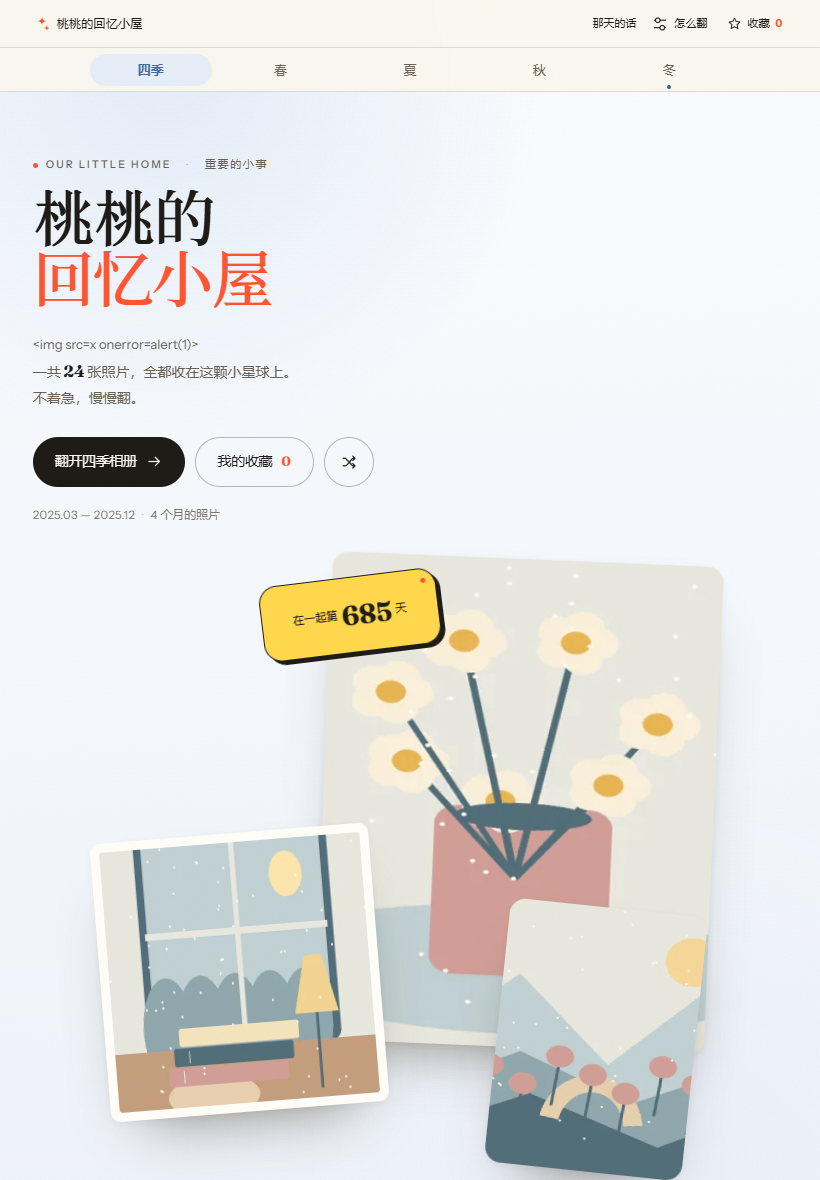 桃桃的回忆小屋
那天的话 怎么翻 收藏 0
四季 春 夏 秋 冬
OUR LITTLE HOME · 重要的小事
桃桃的
回忆小屋
<img src=x onerror=alert(1)>
一共 24 张照片，全都收在这颗小星球上。
不着急，慢慢翻。
翻开四季相册 → 我的收藏 0
2025.03 — 2025.12 · 4 个月的照片
在一起第 685 天